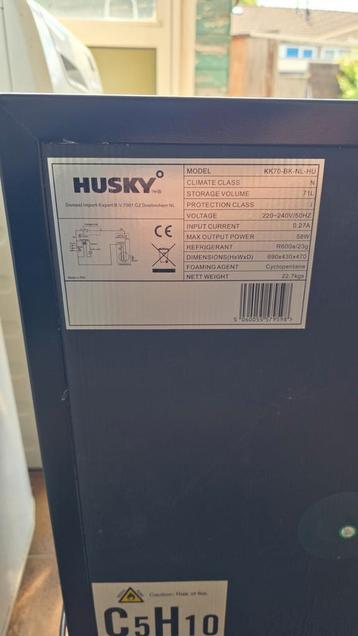 HUSKY
Domest Import-Export B.V. 7001 GZ Doetinchem NL
CE
MODEL KK70-BK-NL-HU
CLIMATE CLASS N
STORAGE VOLUME 71L
PROTECTION CLASS I
VOLTAGE 220~240V/50HZ
INPUT CURRENT 0.27A
MAX OUTPUT POWER 58W
REFRIGERANT R600a/23g
DIMENSIONS(HxWxD) 690x430x470
FOAMING AGENT Cyclopentane
NETT WEIGHT 22.7kgs
Caution: Risk of fire.
C5H10